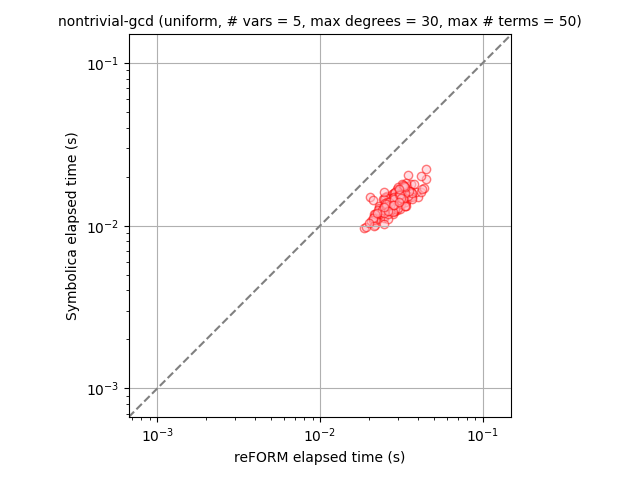 nontrivial-gcd (uniform, # vars = 5, max degrees = 30, max # terms = 50)
Symbolica elapsed time (s)
10⁻¹
10⁻²
10⁻³
10⁻³ 10⁻² 10⁻¹
reFORM elapsed time (s)